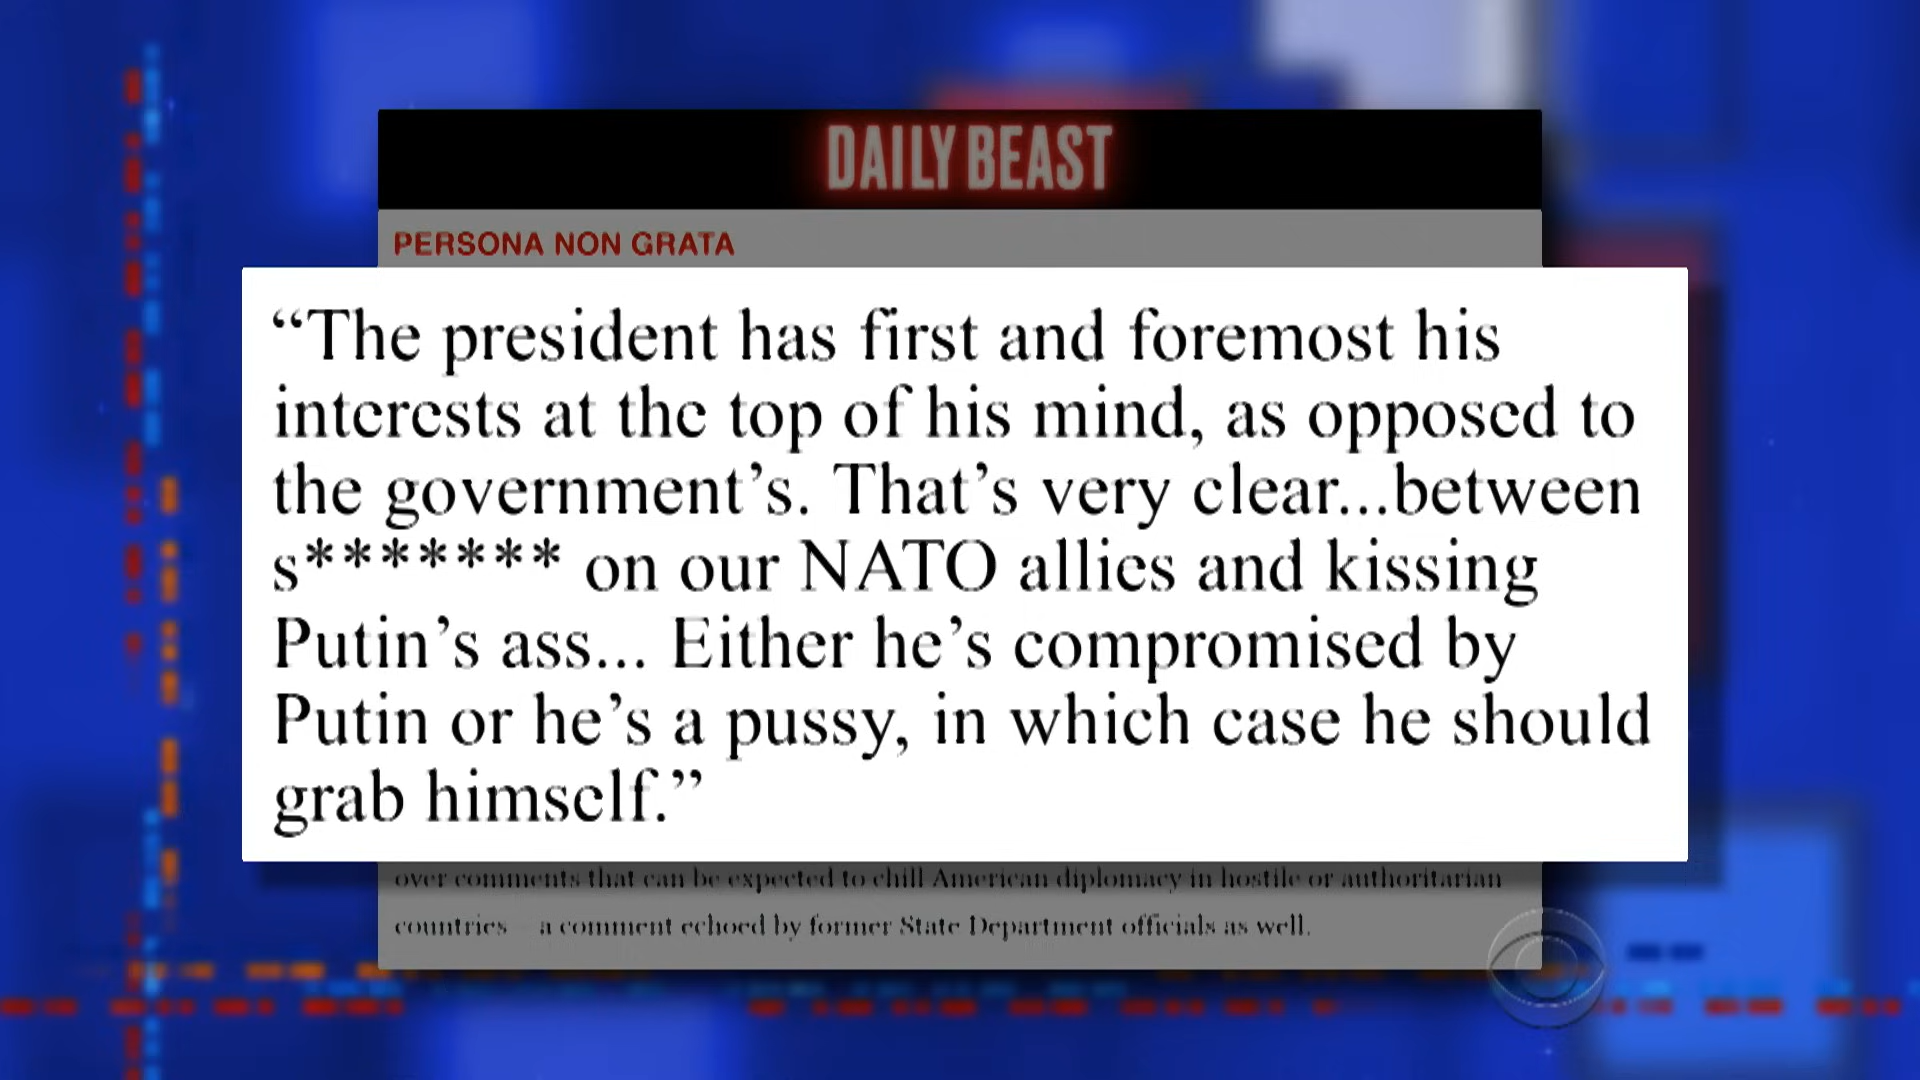 DAILY BEAST
PERSONA NON GRATA
“The president has first and foremost his
interests at the top of his mind, as opposed to
the government’s. That’s very clear...between
s******* on our NATO allies and kissing
Putin’s ass... Either he’s compromised by
Putin or he’s a pussy, in which case he should
grab himself.”
over comments that can be expected to chill American diplomacy in hostile or authoritarian
countries – a comment echoed by former State Department officials as well.